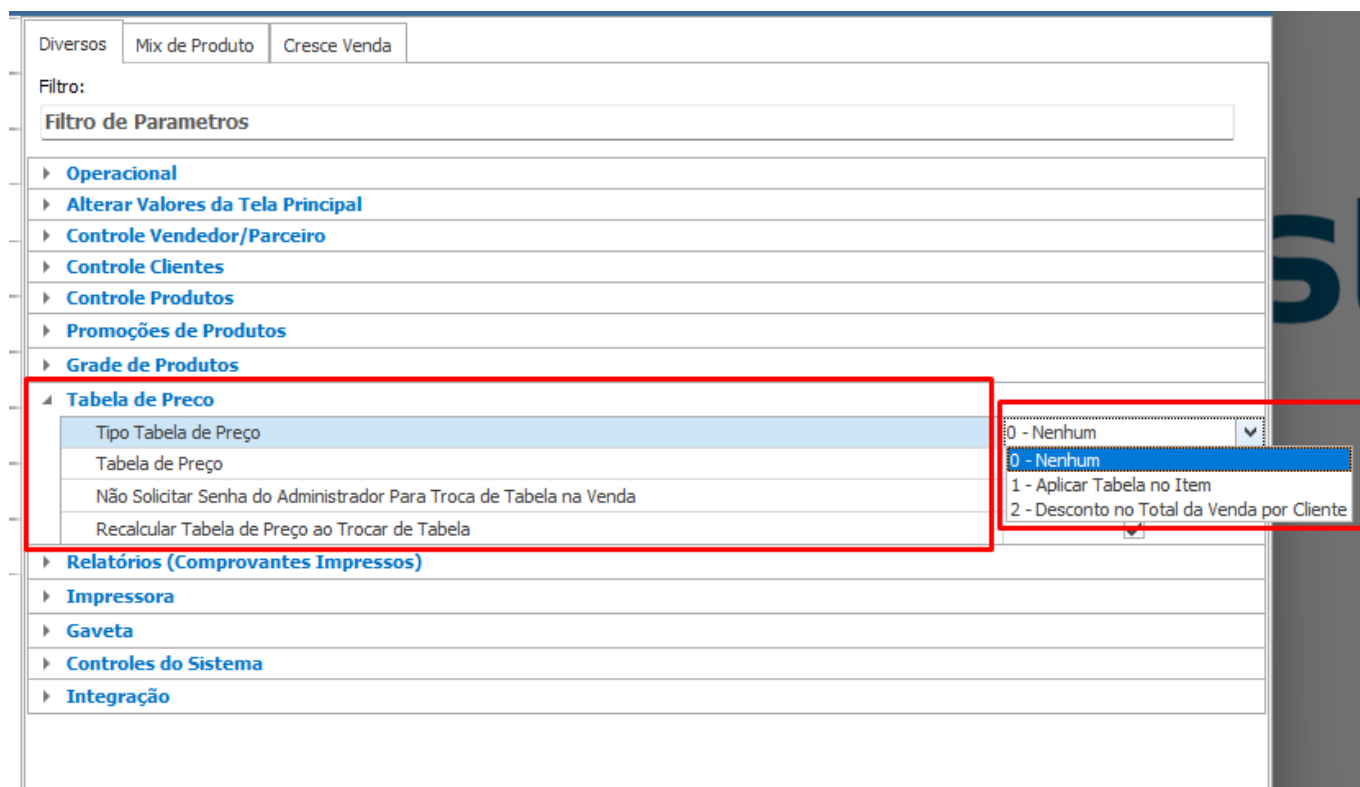 Diversos Mix de Produto Cresce Venda
Filtro:
Filtro de Parametros
Operacional
Alterar Valores da Tela Principal
Controle Vendedor/Parceiro
Controle Clientes
Controle Produtos
Promoções de Produtos
Grade de Produtos
Tabela de Preco
Tipo Tabela de Preço 0 - Nenhum
0 - Nenhum
Tabela de Preço
1 - Aplicar Tabela no Item
Não Solicitar Senha do Administrador Para Troca de Tabela na Venda
2 - Desconto no Total da Venda por Cliente
Recalcular Tabela de Preço ao Trocar de Tabela
Relatórios (Comprovantes Impressos)
Impressora
Gaveta
Controles do Sistema
Integração